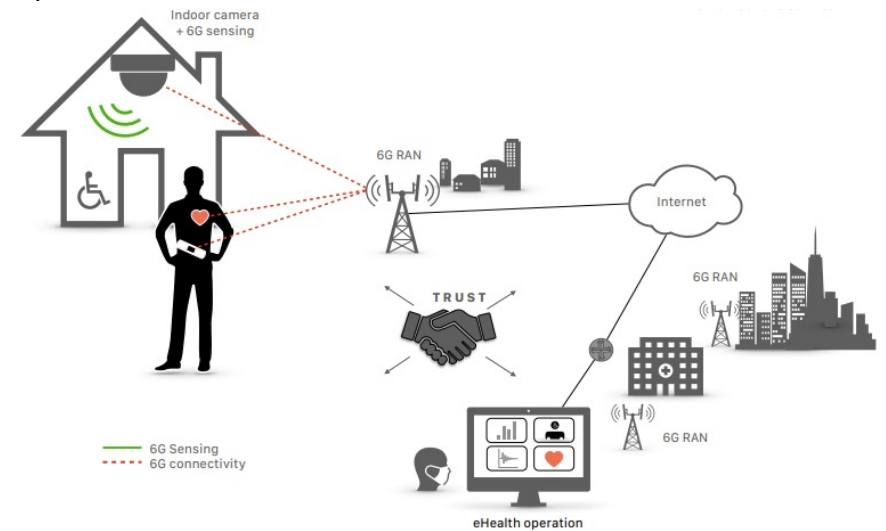 Indoor camera
+ 6G sensing
6G RAN
Internet
6G RAN
TRUST
6G RAN
6G Sensing
6G connectivity
eHealth operation